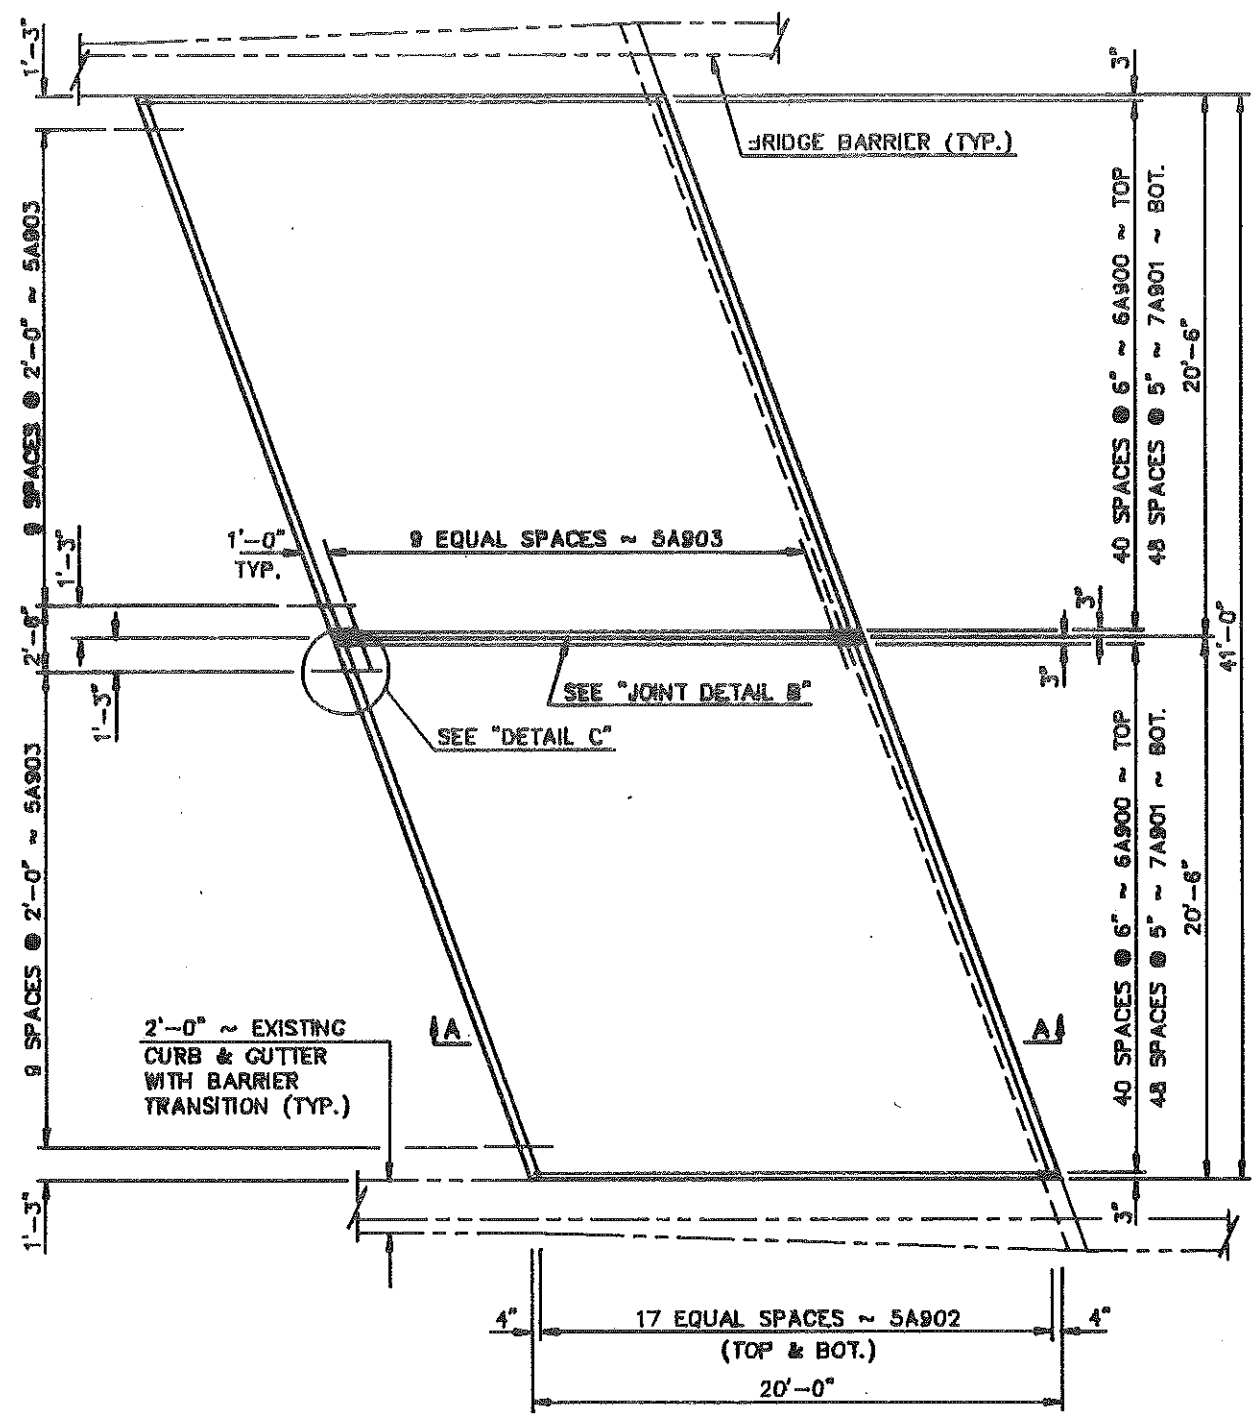 1'-3"
3"
BRIDGE BARRIER (TYP.)
9 SPACES @ 2'-0" ~ 5A903
40 SPACES @ 6" ~ 6A900 ~ TOP
48 SPACES @ 5" ~ 7A901 ~ BOT.
20'-6"
41'-0"
1'-0"
TYP.
9 EQUAL SPACES ~ 5A903
1'-3"
2'-6"
1'-3"
3"
3"
SEE "JOINT DETAIL B"
SEE "DETAIL C"
9 SPACES @ 2'-0" ~ 5A903
40 SPACES @ 6" ~ 6A900 ~ TOP
48 SPACES @ 5" ~ 7A901 ~ BOT.
20'-6"
2'-0" ~ EXISTING
CURB & GUTTER
WITH BARRIER
TRANSITION (TYP.)
A
A
1'-3"
3"
4"
17 EQUAL SPACES ~ 5A902
(TOP & BOT.)
4"
20'-0"